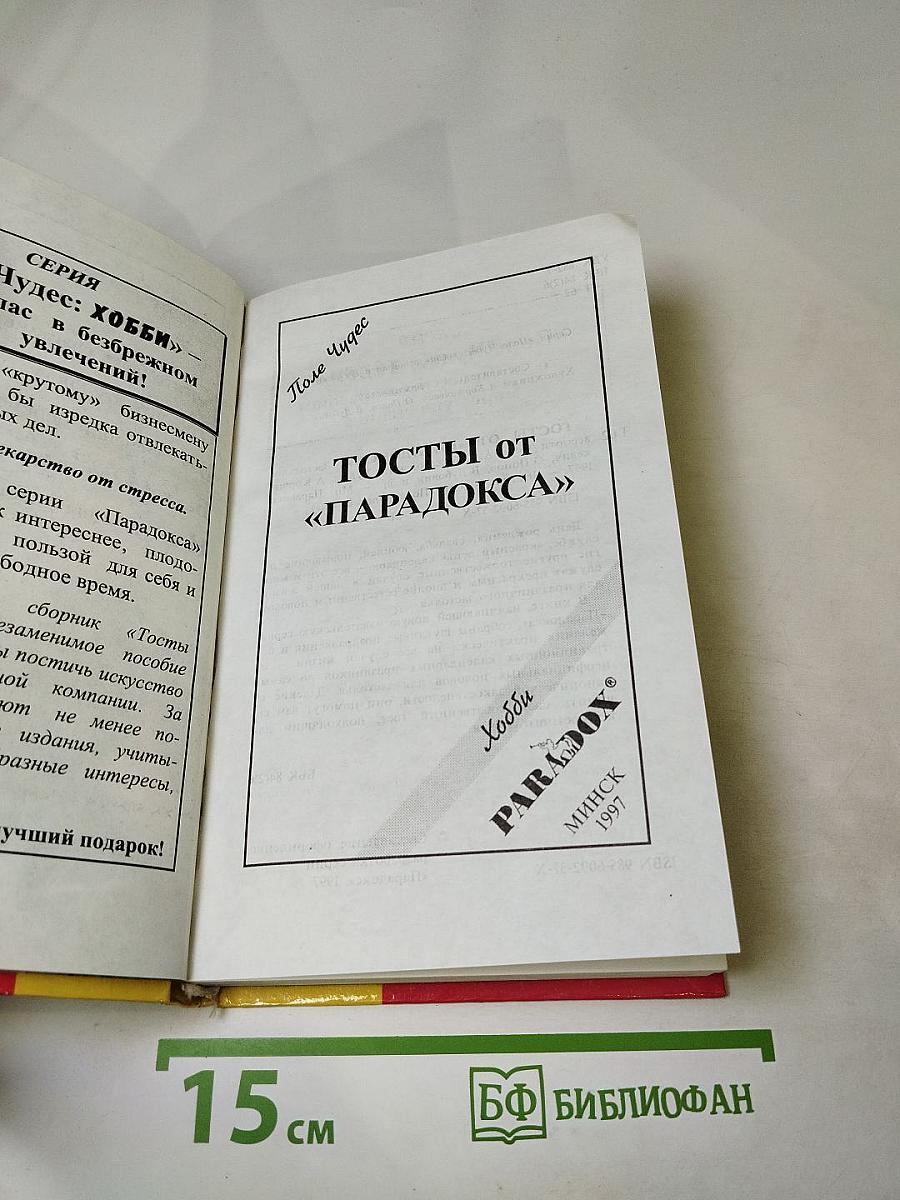 СЕРИЯ
Чудес: ХОББИ» –
пас в безбрежном
увлечений!
«крутому» бизнесмену
бы изредка отвлекать-
ых дел.
екарство от стресса.
серии «Парадокса»
к интереснее, плодо-
пользой для себя и
бодное время.
сборник «Тосты
езаменимое пособие
ы постичь искусство
ной компании. За
ют не менее по-
издания, учиты-
разные интересы,
лучший подарок!
Поле Чудес
ТОСТЫ от
«ПАРАДОКСА»
Хобби
PARADOX®
МИНСК
1997
15 см
БФ БИБЛИОФАН